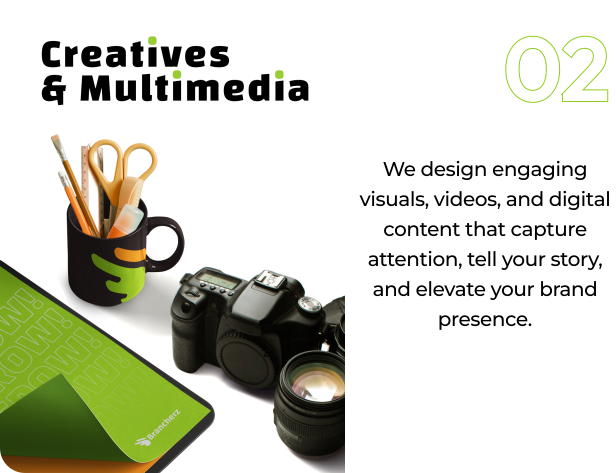 Creatives
& Multimedia
02
We design engaging
visuals, videos, and digital
content that capture
attention, tell your story,
and elevate your brand
presence.
Brancherz